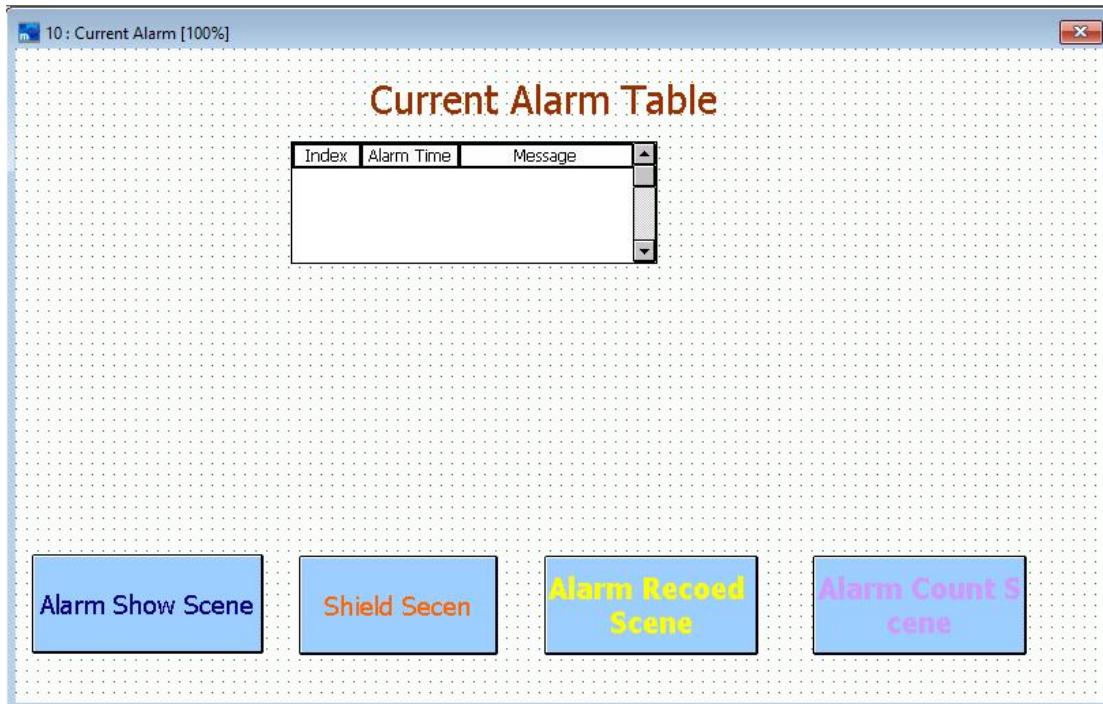 10 : Current Alarm [100%]
Current Alarm Table
Index Alarm Time Message
Alarm Show Scene
Shield Secen
Alarm Recoed
Scene
Alarm Count S
cene